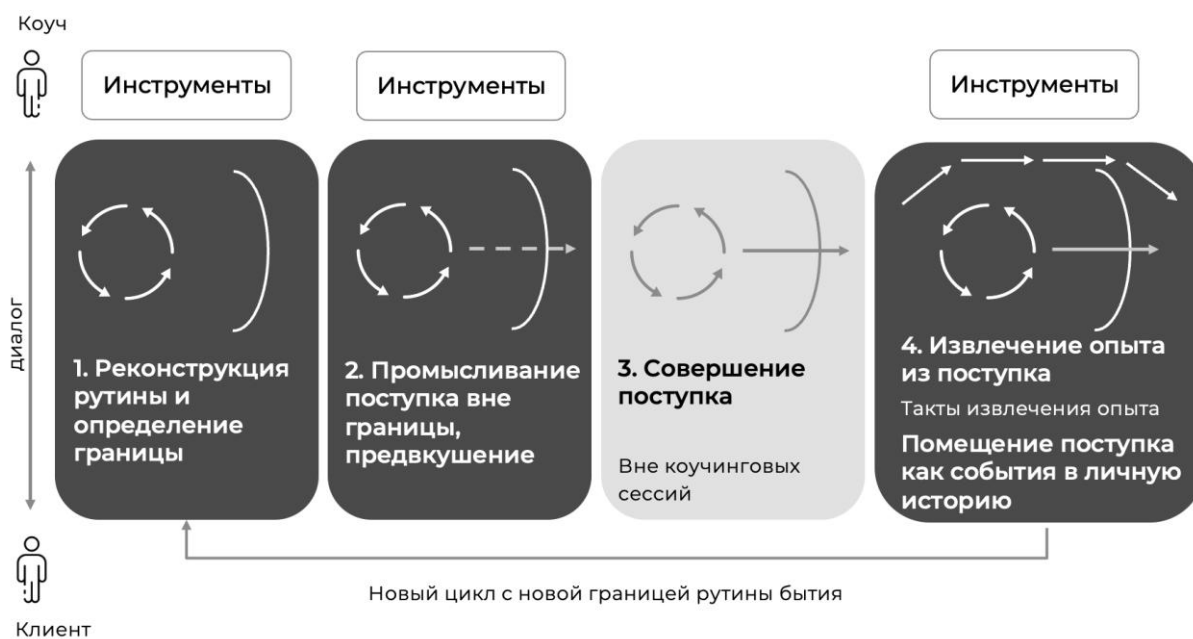 Коуч
Инструменты
Инструменты
Инструменты
диалог
1. Реконструкция
рутины и
определение
границы
2. Промысливание
поступка вне
границы,
предвкушение
3. Совершение
поступка
Вне коучинговых
сессий
4. Извлечение опыта
из поступка
Такты извлечения опыта
Помещение поступка
как события в личную
историю
Новый цикл с новой границей рутины бытия
Клиент